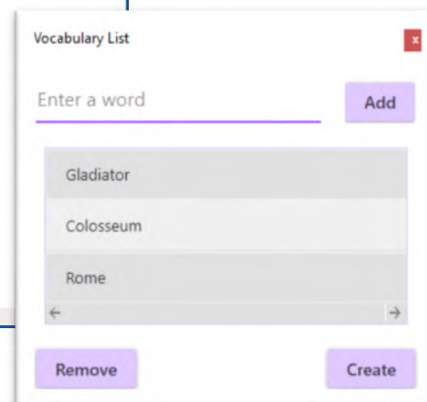 Vocabulary List
x
Enter a word
Add
Gladiator
Colosseum
Rome
Remove
Create